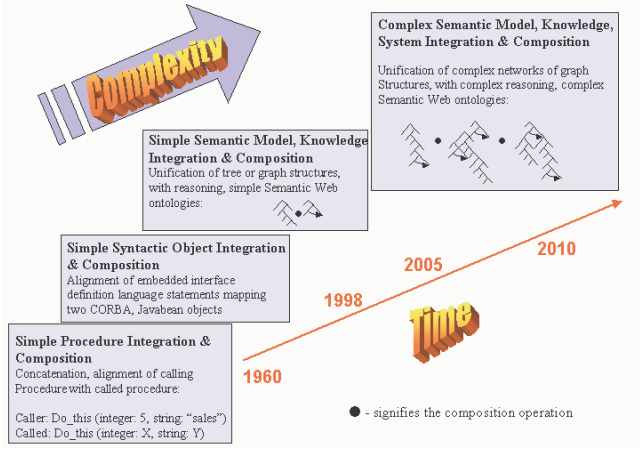 Complexity
Complex Semantic Model, Knowledge,
System Integration & Composition
Unification of complex networks of graph
Structures, with complex reasoning, complex
Semantic Web ontologies:
Simple Semantic Model, Knowledge
Integration & Composition
Unification of tree or graph structures,
with reasoning, simple Semantic Web
ontologies:
Simple Syntactic Object Integration
& Composition
Alignment of embedded interface
definition language statements mapping
two CORBA, Javabean objects
Simple Procedure Integration &
Composition
Concatenation, alignment of calling
Procedure with called procedure:
Caller: Do_this (integer: 5, string: “sales”)
Called: Do_this (integer: X, string: Y)
1960
1998
2005
2010
Time
- signifies the composition operation